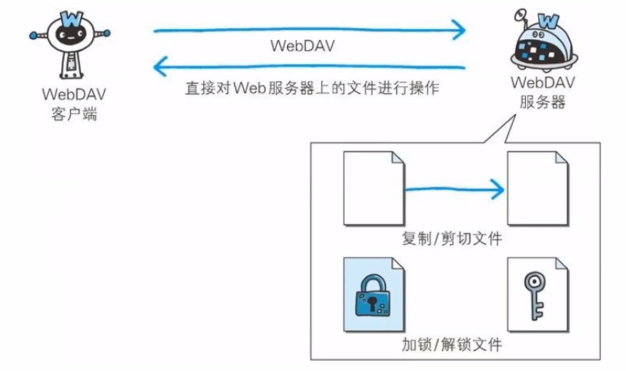 W
W
WebDAV
直接对Web服务器上的文件进行操作
WebDAV
客户端
WebDAV
服务器
复制/剪切文件
加锁/解锁文件